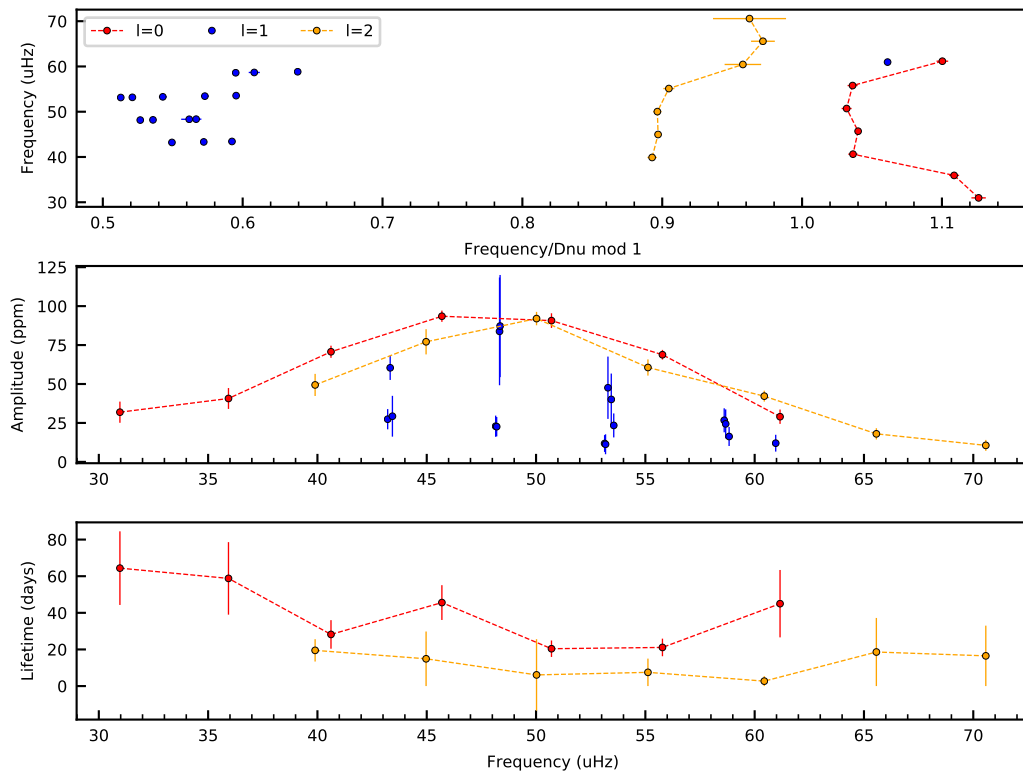 l=0 l=1 l=2
70
60
50
40
30
Frequency (uHz)
0.5 0.6 0.7 0.8 0.9 1.0 1.1
Frequency/Dnu mod 1
125
100
75
50
25
0
Amplitude (ppm)
30 35 40 45 50 55 60 65 70
80
60
40
20
0
Lifetime (days)
30 35 40 45 50 55 60 65 70
Frequency (uHz)